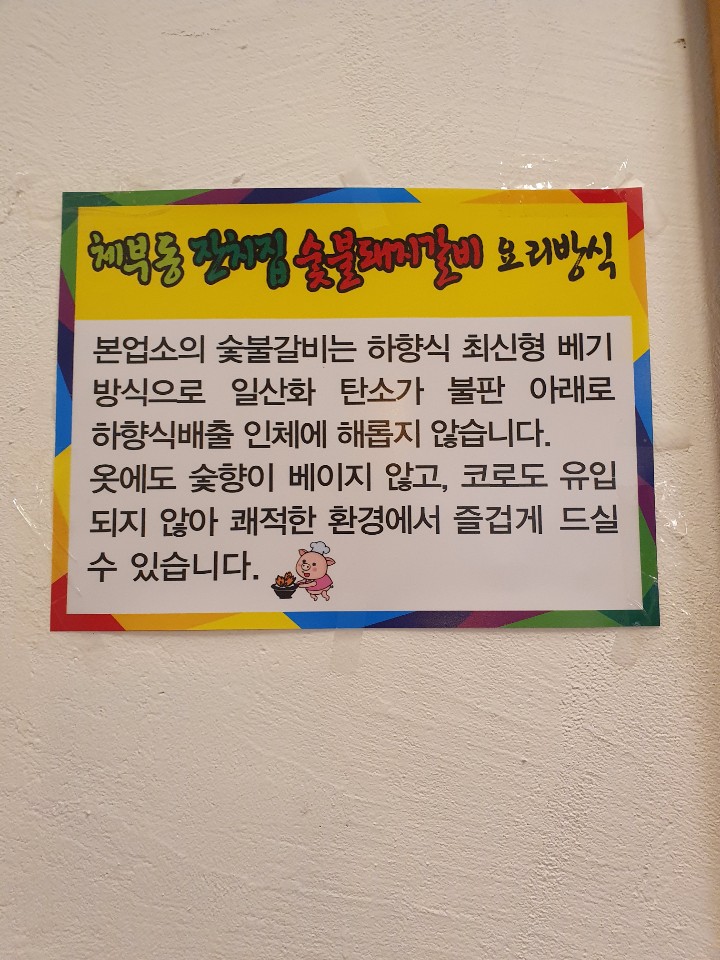 체부동 잔치집 숯불돼지갈비 요리방식
본업소의 숯불갈비는 하향식 최신형 베기
방식으로 일산화 탄소가 불판 아래로
하향식배출 인체에 해롭지 않습니다.
옷에도 숯향이 베이지 않고, 코로도 유입
되지 않아 쾌적한 환경에서 즐겁게 드실
수 있습니다.